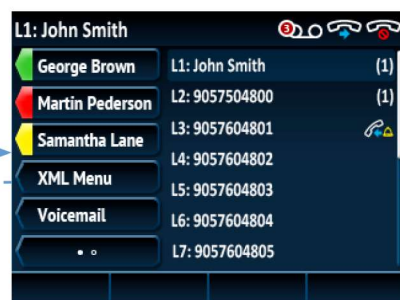 L1: John Smith
3
George Brown
Martin Pederson
Samantha Lane
XML Menu
Voicemail
L1: John Smith (1)
L2: 9057504800 (1)
L3: 9057604801
L4: 9057604802
L5: 9057604803
L6: 9057604804
L7: 9057604805